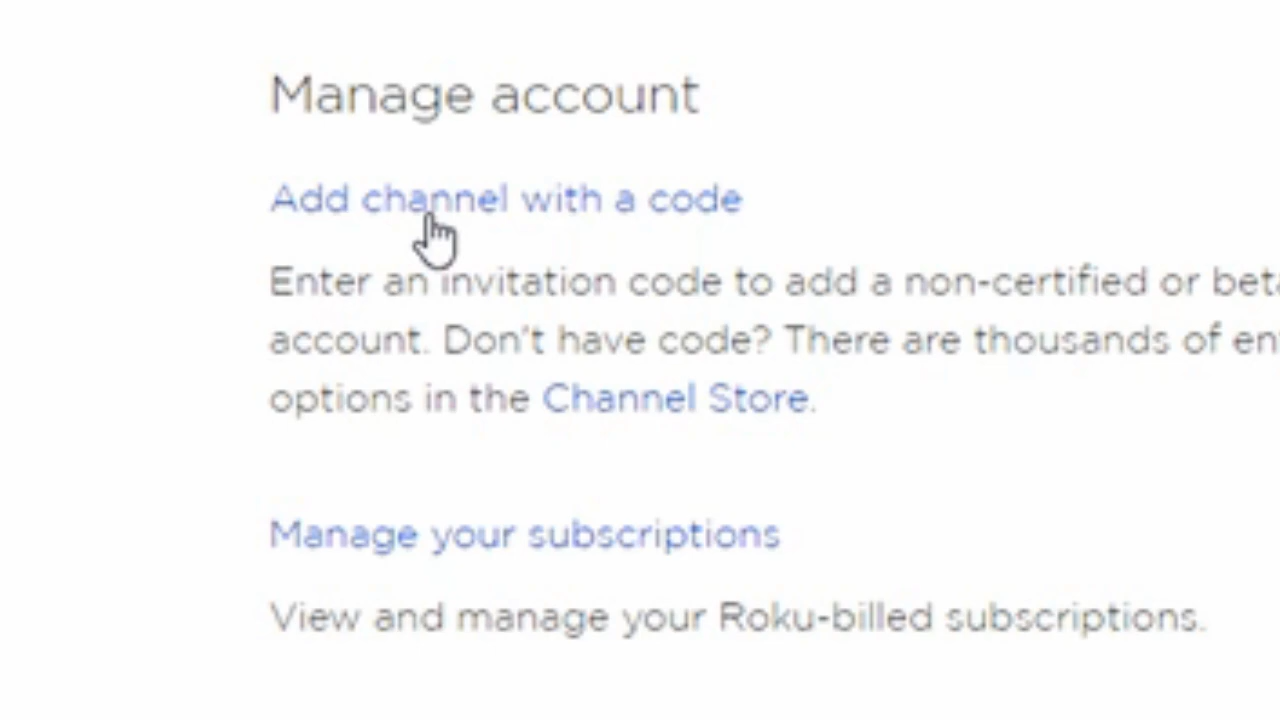 Manage account
Add channel with a code
Enter an invitation code to add a non-certified or
account. Don't have code? There are thousands of
options in the Channel Store.
Manage your subscriptions
View and manage your Roku-billed subscriptions.